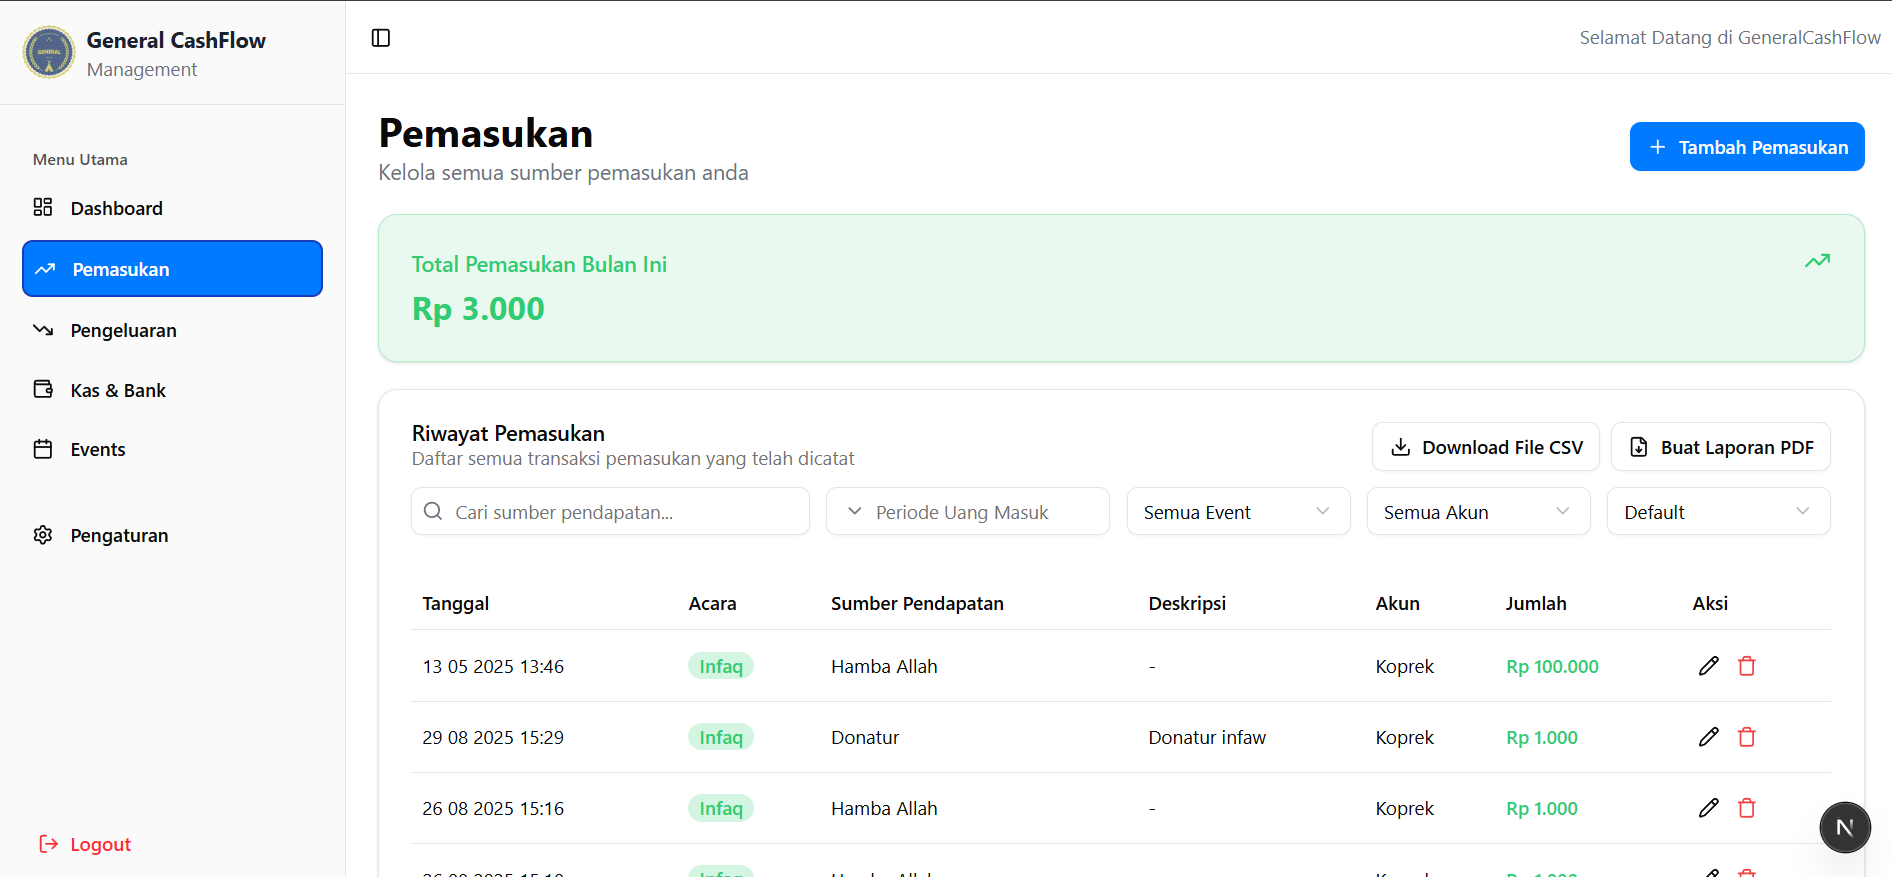 General CashFlow
Management
GENERAL
Selamat Datang di GeneralCashFlow
Menu Utama
Dashboard
Pemasukan
Pengeluaran
Kas & Bank
Events
Pengaturan
Logout
Pemasukan
Kelola semua sumber pemasukan anda
Tambah Pemasukan
Total Pemasukan Bulan Ini
Rp 3.000
Riwayat Pemasukan
Daftar semua transaksi pemasukan yang telah dicatat
Download File CSV
Buat Laporan PDF
Cari sumber pendapatan...
Periode Uang Masuk
Semua Event
Semua Akun
Default
Tanggal Acara Sumber Pendapatan Deskripsi Akun Jumlah Aksi
13 05 2025 13:46 Infaq Hamba Allah - Koprek Rp 100.000
29 08 2025 15:29 Infaq Donatur Donatur infaw Koprek Rp 1.000
26 08 2025 15:16 Infaq Hamba Allah - Koprek Rp 1.000
N